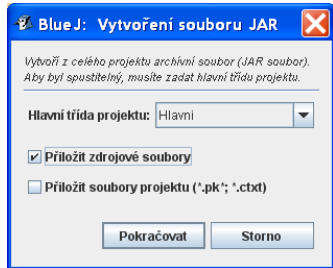 BlueJ: Vytvoření souboru JAR
Vytvoří z celého projektu archívní soubor (JAR soubor).
Aby byl spustitelný, musíte zadat hlavní třídu projektu.
Hlavní třída projektu: Hlavni
Přiložit zdrojové soubory
Přiložit soubory projektu (*.pk*; *.ctxt)
Pokračovat Storno